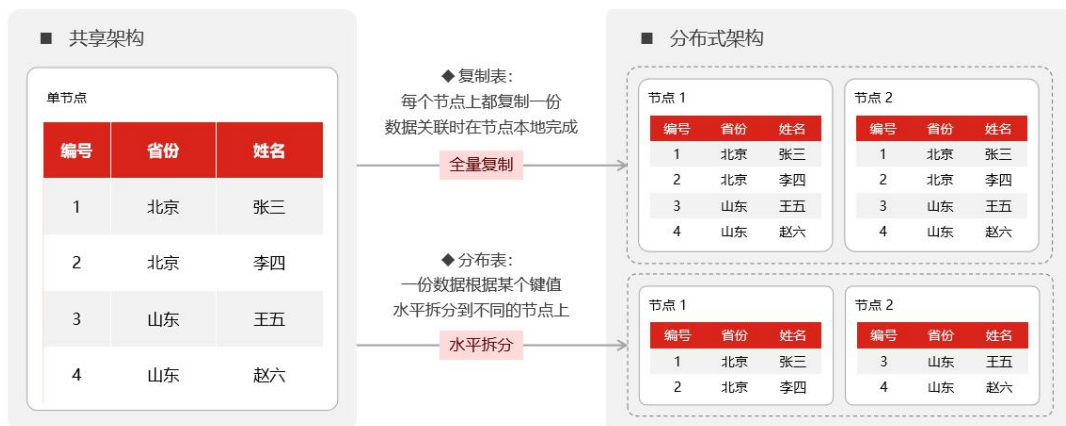 ■ 共享架构
单节点
编号 省份 姓名
1 北京 张三
2 北京 李四
3 山东 王五
4 山东 赵六
◆复制表：
每个节点上都复制一份
数据关联时在节点本地完成
全量复制
◆分布表：
一份数据根据某个键值
水平拆分到不同的节点上
水平拆分
■ 分布式架构
节点 1
编号 省份 姓名
1 北京 张三
2 北京 李四
3 山东 王五
4 山东 赵六
节点 2
编号 省份 姓名
1 北京 张三
2 北京 李四
3 山东 王五
4 山东 赵六
节点 1
编号 省份 姓名
1 北京 张三
2 北京 李四
节点 2
编号 省份 姓名
3 山东 王五
4 山东 赵六